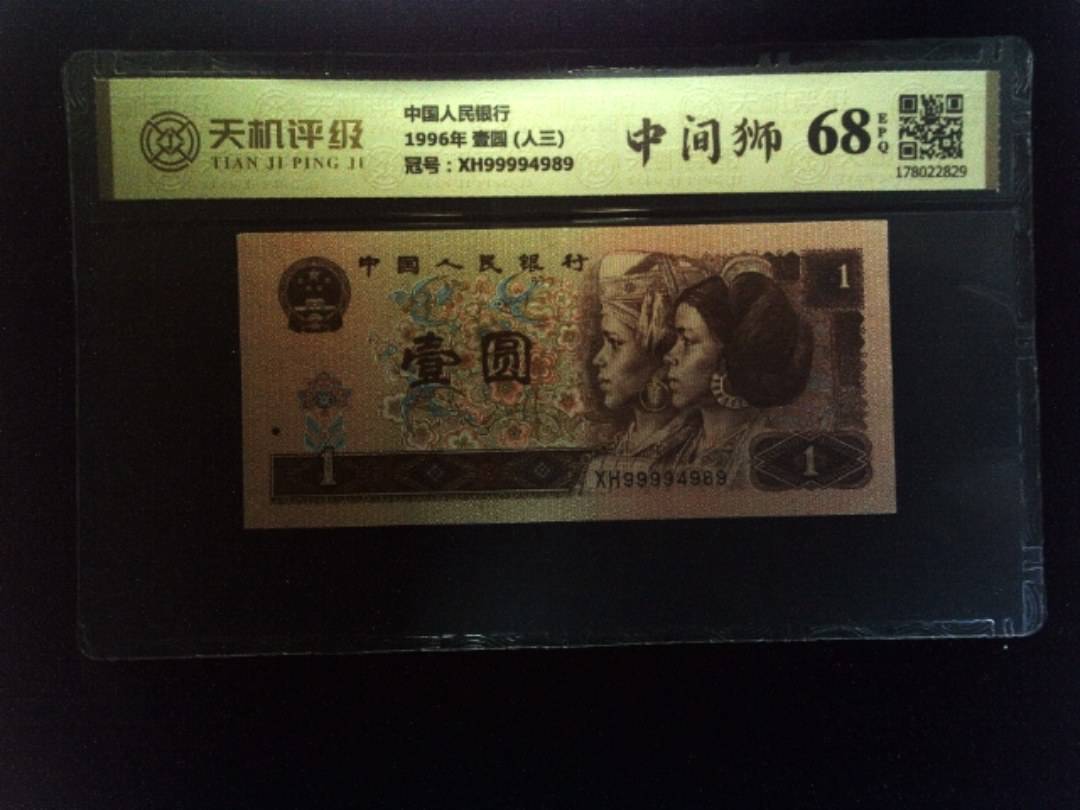 天机评级
TIAN JI PING JI
中国人民银行
1996年 壹圆 (人三)
冠号：XH99994989
中间狮
68
EPQ
178022829
中国人民银行
1
壹圆
1
XH99994989
1